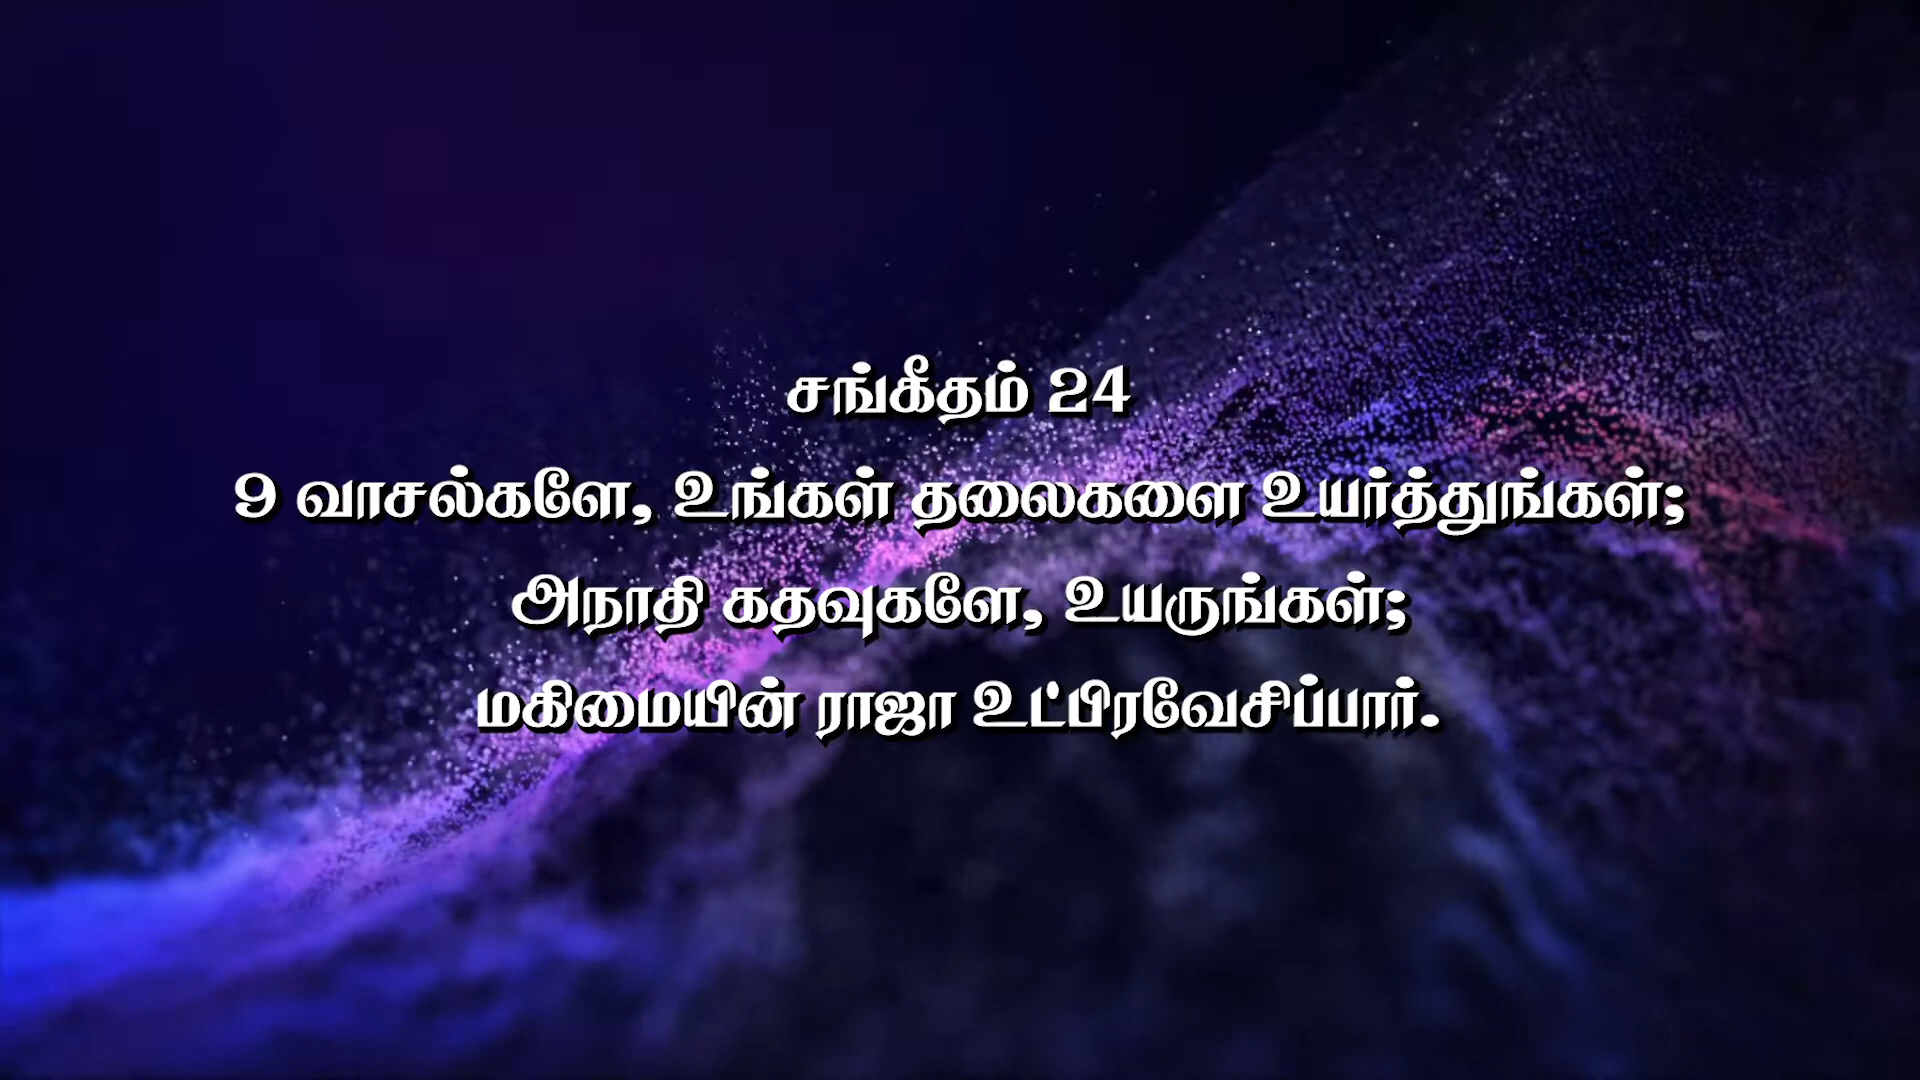 சங்கீதம் 24
9 வாசல்களே, உங்கள் தலைகளை உயர்த்துங்கள்;
அநாதி கதவுகளே, உயருங்கள்;
மகிமையின் ராஜா உட்பிரவேசிப்பார்.